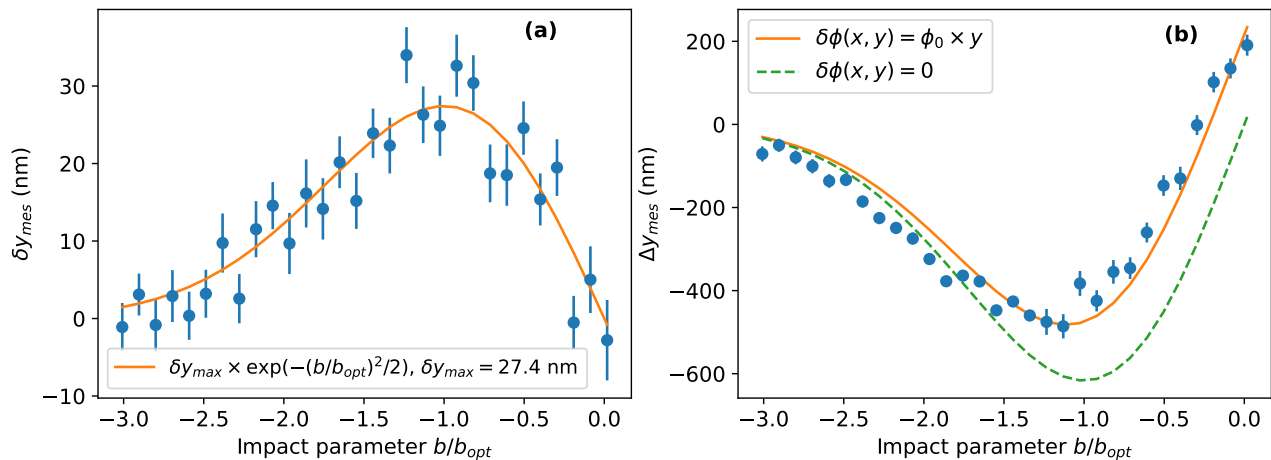 (a)
30
20
10
0
−10
δy_mes (nm)
δy_max × exp(−(b/b_opt)²/2), δy_max = 27.4 nm
−3.0 −2.5 −2.0 −1.5 −1.0 −0.5 0.0
Impact parameter b/b_opt
(b)
δϕ(x, y) = ϕ₀ × y
δϕ(x, y) = 0
200
0
−200
−400
−600
Δy_mes (nm)
−3.0 −2.5 −2.0 −1.5 −1.0 −0.5 0.0
Impact parameter b/b_opt